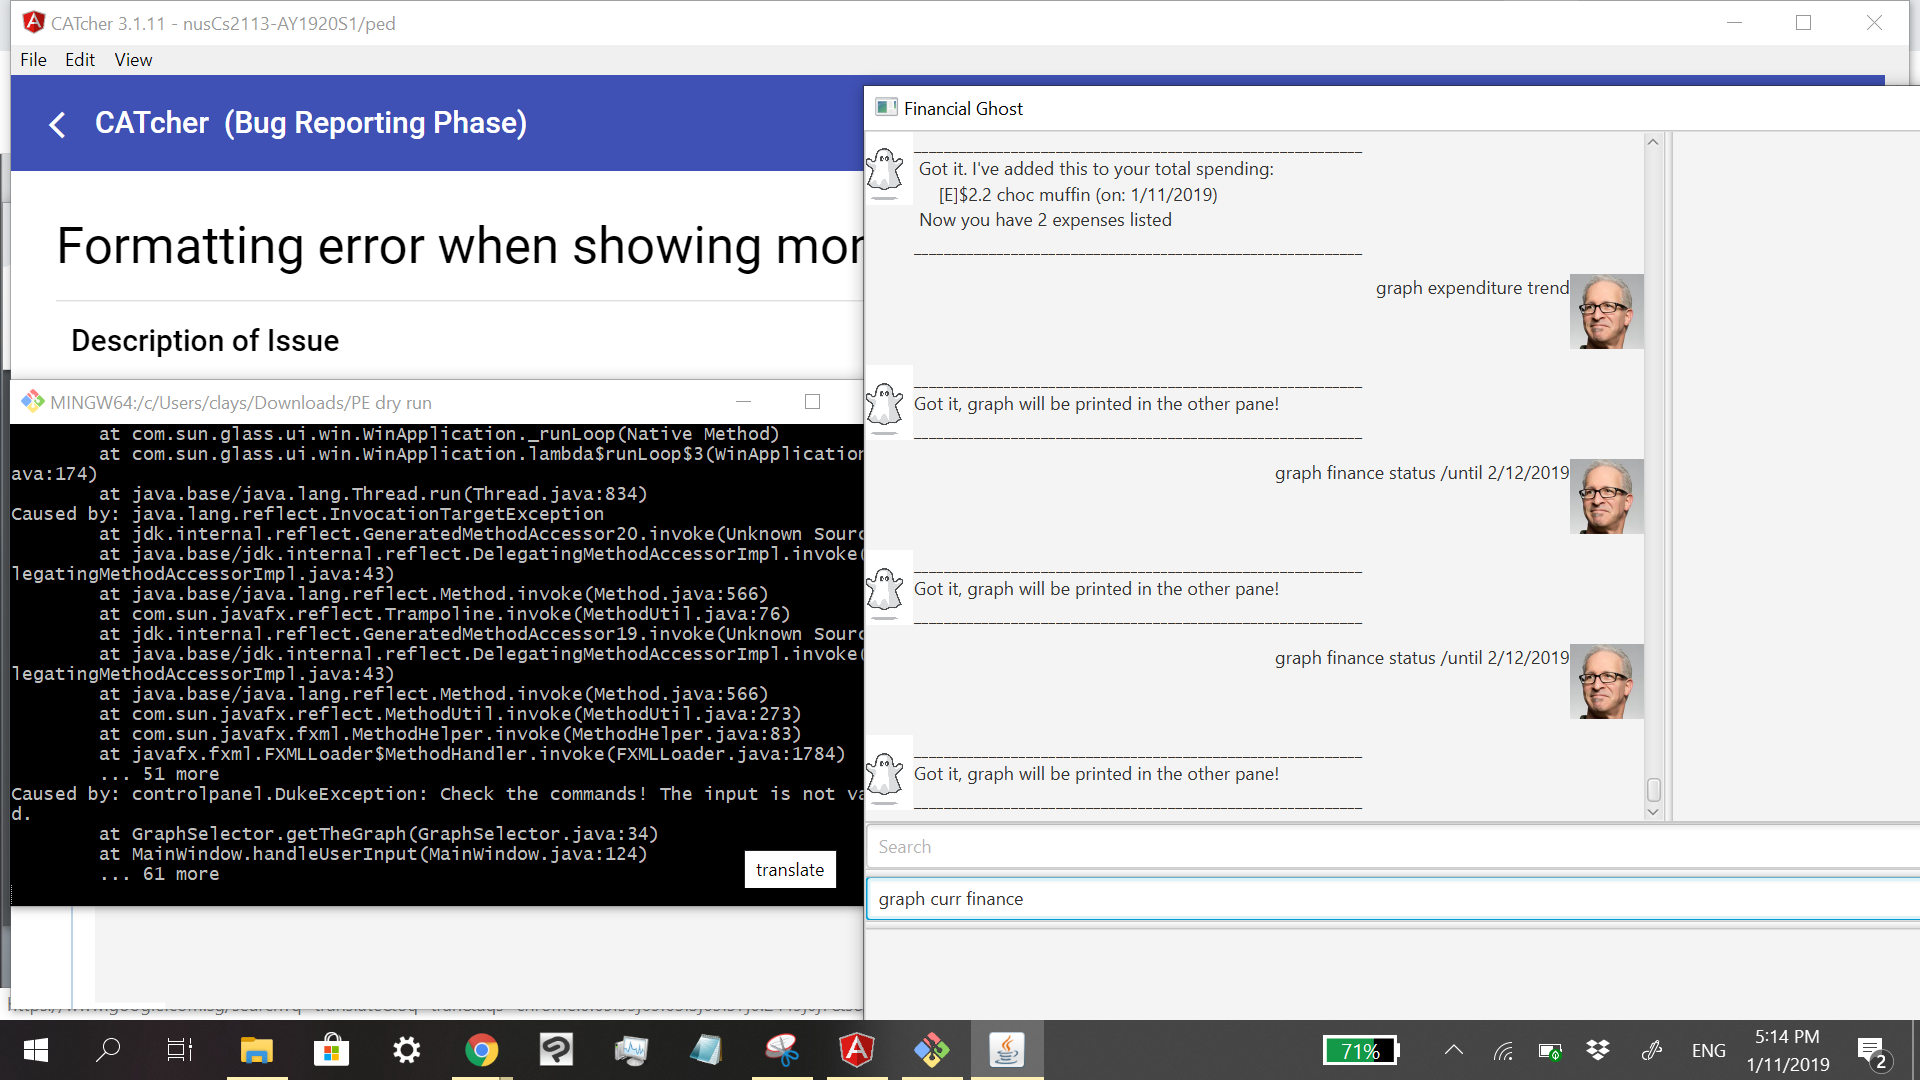 CATcher 3.1.11 - nusCs2113-AY1920S1/ped
File Edit View
CATcher (Bug Reporting Phase)
Formatting error when showing mor
Description of Issue
MINGW64:/c/Users/clays/Downloads/PE dry run
at com.sun.glass.ui.win.WinApplication._runLoop(Native Method)
at com.sun.glass.ui.win.WinApplication.lambda$runLoop$3(WinApplication
ava:174)
at java.base/java.lang.Thread.run(Thread.java:834)
Caused by: java.lang.reflect.InvocationTargetException
at jdk.internal.reflect.GeneratedMethodAccessor20.invoke(Unknown Sourc
at java.base/jdk.internal.reflect.DelegatingMethodAccessorImpl.invoke(
legatingMethodAccessorImpl.java:43)
at java.base/java.lang.reflect.Method.invoke(Method.java:566)
at com.sun.javafx.reflect.Trampoline.invoke(MethodUtil.java:76)
at jdk.internal.reflect.GeneratedMethodAccessor19.invoke(Unknown Sourc
at java.base/jdk.internal.reflect.DelegatingMethodAccessorImpl.invoke(
legatingMethodAccessorImpl.java:43)
at java.base/java.lang.reflect.Method.invoke(Method.java:566)
at com.sun.javafx.reflect.MethodUtil.invoke(MethodUtil.java:273)
at com.sun.javafx.fxml.MethodHelper.invoke(MethodHelper.java:83)
at javafx.fxml.FXMLLoader$MethodHandler.invoke(FXMLLoader.java:1784)
... 51 more
Caused by: controlpanel.DukeException: Check the commands! The input is not va
d.
at GraphSelector.getTheGraph(GraphSelector.java:34)
at MainWindow.handleUserInput(MainWindow.java:124)
... 61 more
translate
Financial Ghost
Got it. I've added this to your total spending:
[E]$2.2 choc muffin (on: 1/11/2019)
Now you have 2 expenses listed
graph expenditure trend
Got it, graph will be printed in the other pane!
graph finance status /until 2/12/2019
Got it, graph will be printed in the other pane!
graph finance status /until 2/12/2019
Got it, graph will be printed in the other pane!
Search
graph curr finance
71%
ENG
5:14 PM
1/11/2019
2